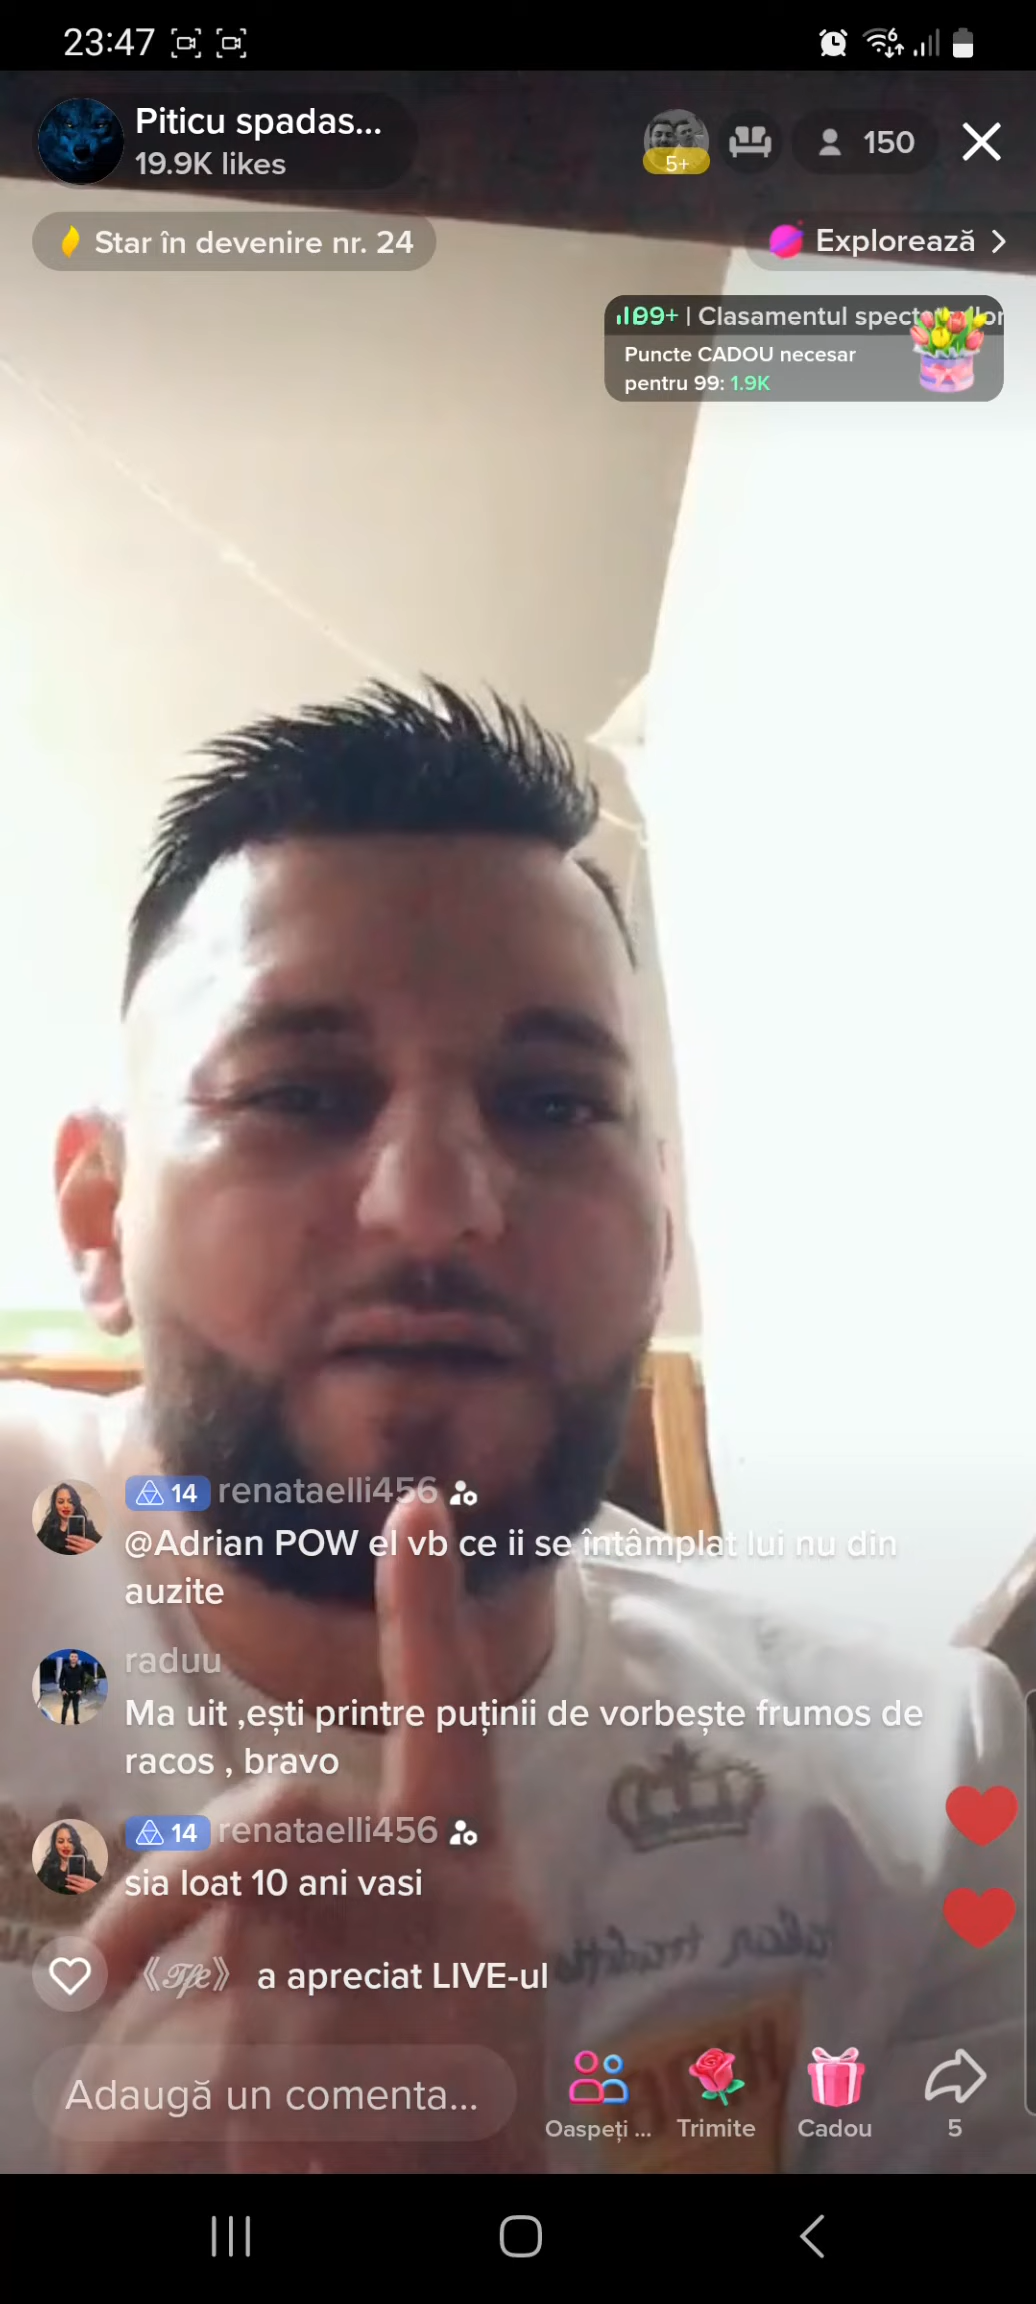 23:47
6
Piticu spadas...
19.9K likes
5+
150
Star în devenire nr. 24
Explorează
99+ | Clasamentul
Puncte CADOU necesar
pentru 99: 1.9K
14 renataelli456
@Adrian POW el vb ce ii se întâmplat lui nu din
auzite
raduu
Ma uit ,ești printre puținii de vorbește frumos de
racos , bravo
14 renataelli456
sia loat 10 ani vasi
a apreciat LIVE-ul
Adaugă un comenta...
Oaspeți ...
Trimite
Cadou
5